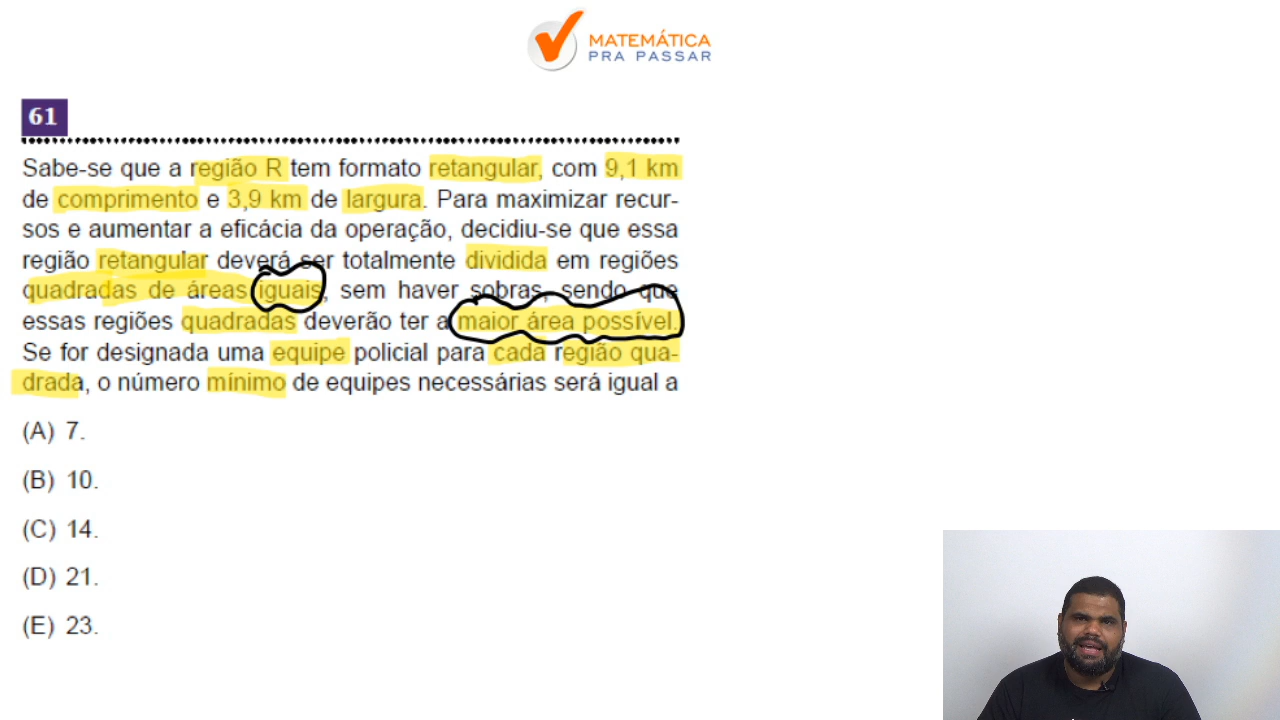 MATEMÁTICA
PRA PASSAR
61
Sabe-se que a região R tem formato retangular, com 9,1 km
de comprimento e 3,9 km de largura. Para maximizar recur-
sos e aumentar a eficácia da operação, decidiu-se que essa
região retangular deverá ser totalmente dividida em regiões
quadradas de áreas iguais, sem haver sobras, sendo que
essas regiões quadradas deverão ter a maior área possível.
Se for designada uma equipe policial para cada região qua-
drada, o número mínimo de equipes necessárias será igual a
(A) 7.
(B) 10.
(C) 14.
(D) 21.
(E) 23.